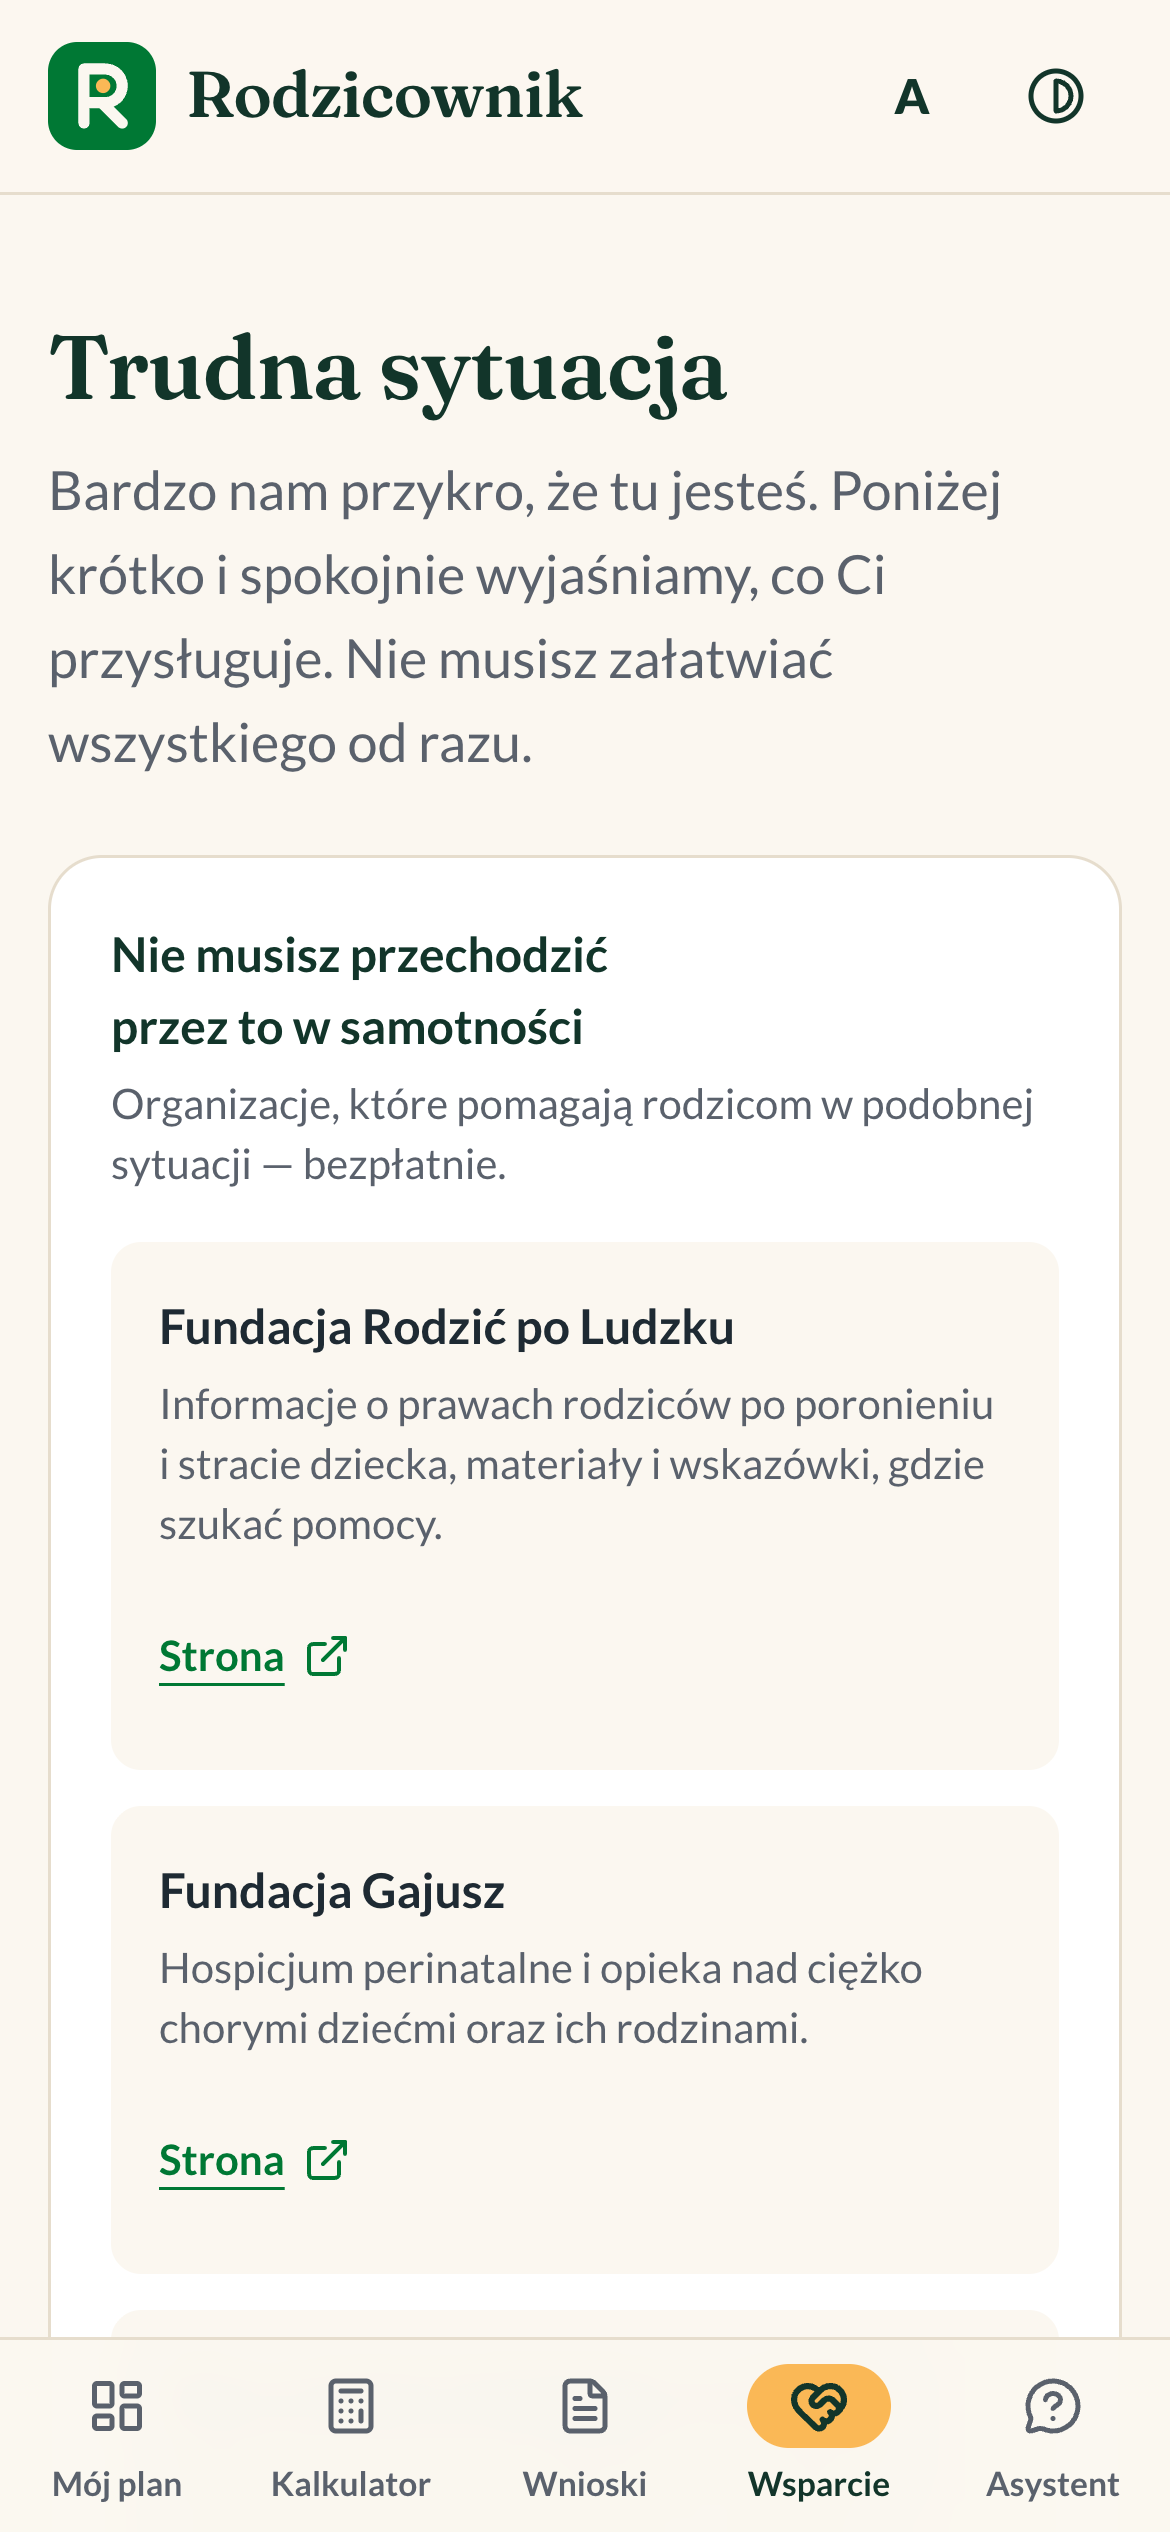 Rodzicownik
A
Trudna sytuacja
Bardzo nam przykro, że tu jesteś. Poniżej
krótko i spokojnie wyjaśniamy, co Ci
przysługuje. Nie musisz załatwiać
wszystkiego od razu.
Nie musisz przechodzić
przez to w samotności
Organizacje, które pomagają rodzicom w podobnej
sytuacji — bezpłatnie.
Fundacja Rodzić po Ludzku
Informacje o prawach rodziców po poronieniu
i stracie dziecka, materiały i wskazówki, gdzie
szukać pomocy.
Strona
Fundacja Gajusz
Hospicjum perinatalne i opieka nad ciężko
chorymi dziećmi oraz ich rodzinami.
Strona
Mój plan
Kalkulator
Wnioski
Wsparcie
Asystent